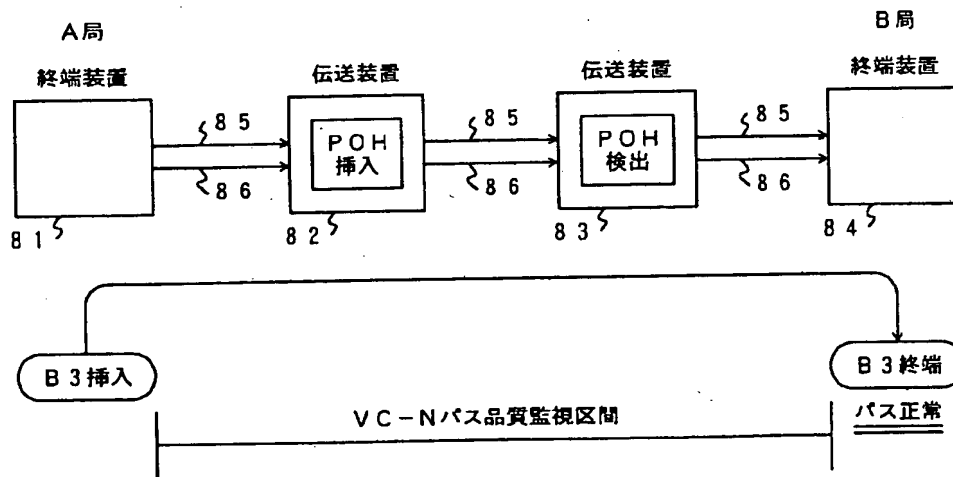 A局
B局
終端装置
伝送装置
伝送装置
終端装置
85
85
85
POH
挿入
POH
検出
86
86
86
81
82
83
84
B3挿入
B3終端
VC-Nパス品質監視区間
パス正常